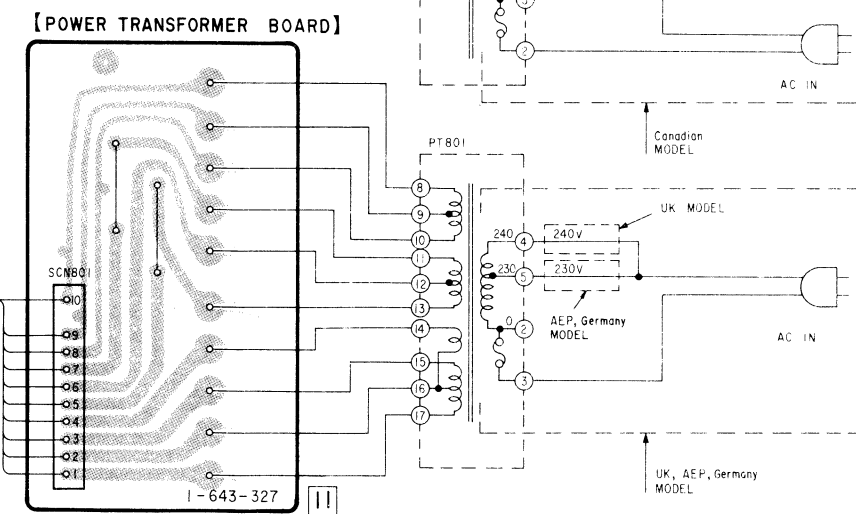 3
【POWER TRANSFORMER BOARD】
2
AC IN
PT801
Canadian
MODEL
8
9
10
11
12
13
14
15
16
17
UK MODEL
240
4
240V
230
5
230V
0
2
3
AEP, Germany
MODEL
AC IN
SCN801
10
9
8
7
6
5
4
3
2
1
UK, AEP, Germany
MODEL
1-643-327
11